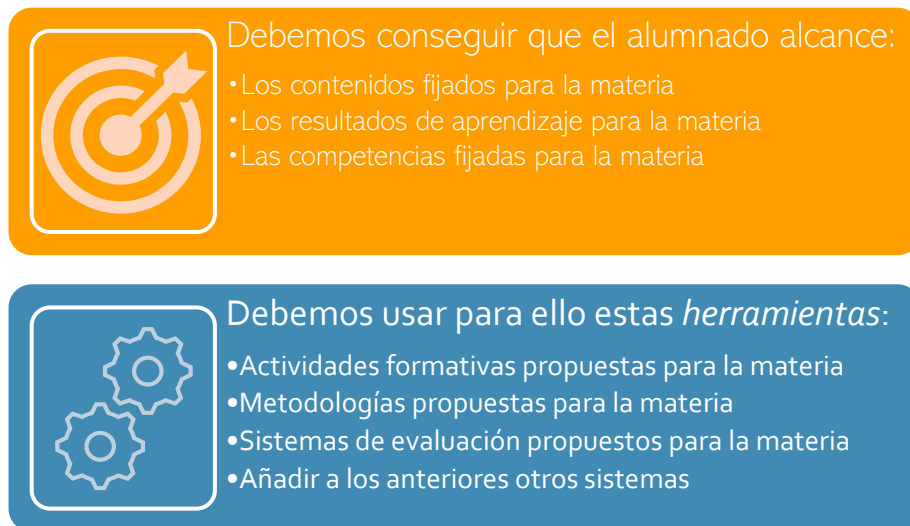 Debemos conseguir que el alumnado alcance:
•Los contenidos fijados para la materia
•Los resultados de aprendizaje para la materia
•Las competencias fijadas para la materia
Debemos usar para ello estas herramientas:
•Actividades formativas propuestas para la materia
•Metodologías propuestas para la materia
•Sistemas de evaluación propuestos para la materia
•Añadir a los anteriores otros sistemas